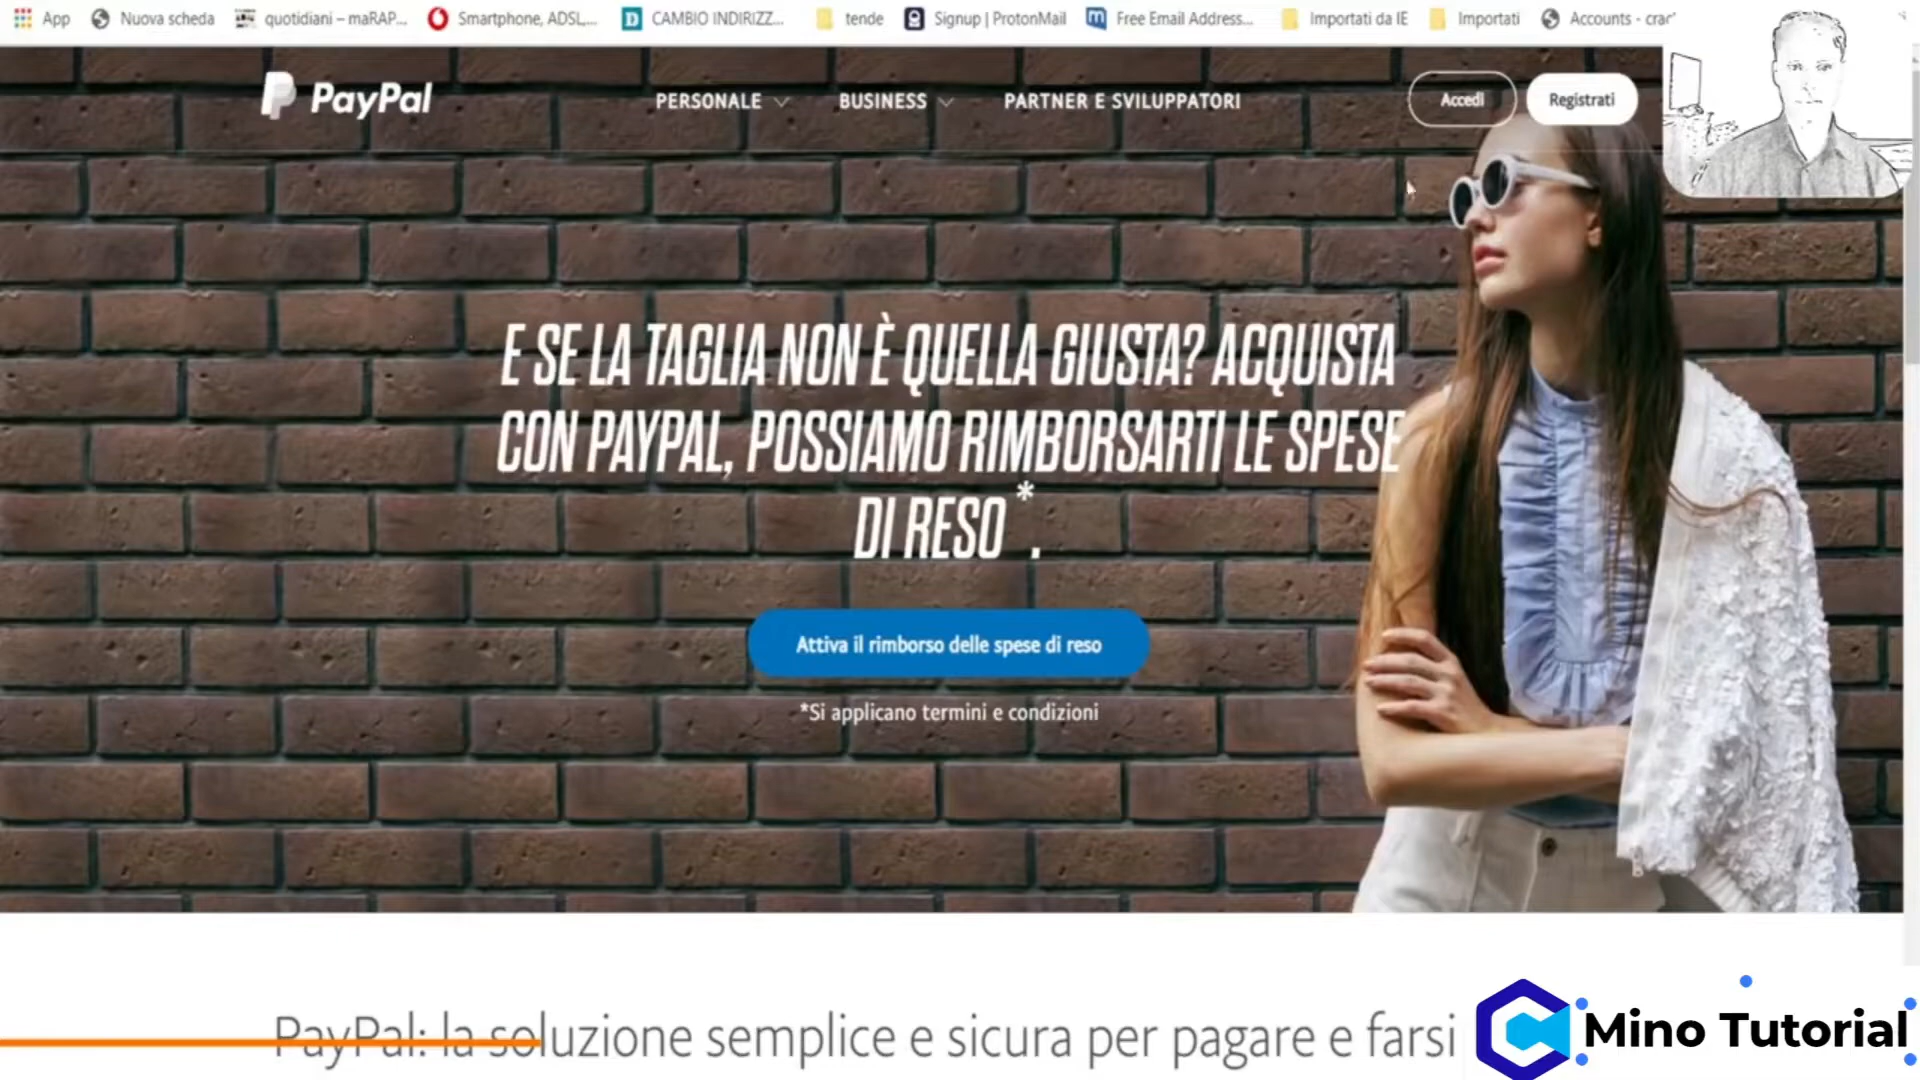 App
Nuova scheda
quotidiani – maRAP...
Smartphone, ADSL,...
CAMBIO INDIRIZZ...
tende
Signup | ProtonMail
Free Email Address...
Importati da IE
Importati
Accounts - crac
PayPal
PERSONALE
BUSINESS
PARTNER E SVILUPPATORI
Accedi
Registrati
E SE LA TAGLIA NON È QUELLA GIUSTA? ACQUISTA
CON PAYPAL, POSSIAMO RIMBORSARTI LE SPESE
DI RESO*.
Attiva il rimborso delle spese di reso
*Si applicano termini e condizioni
PayPal: la soluzione semplice e sicura per pagare e farsi
Mino Tutorial